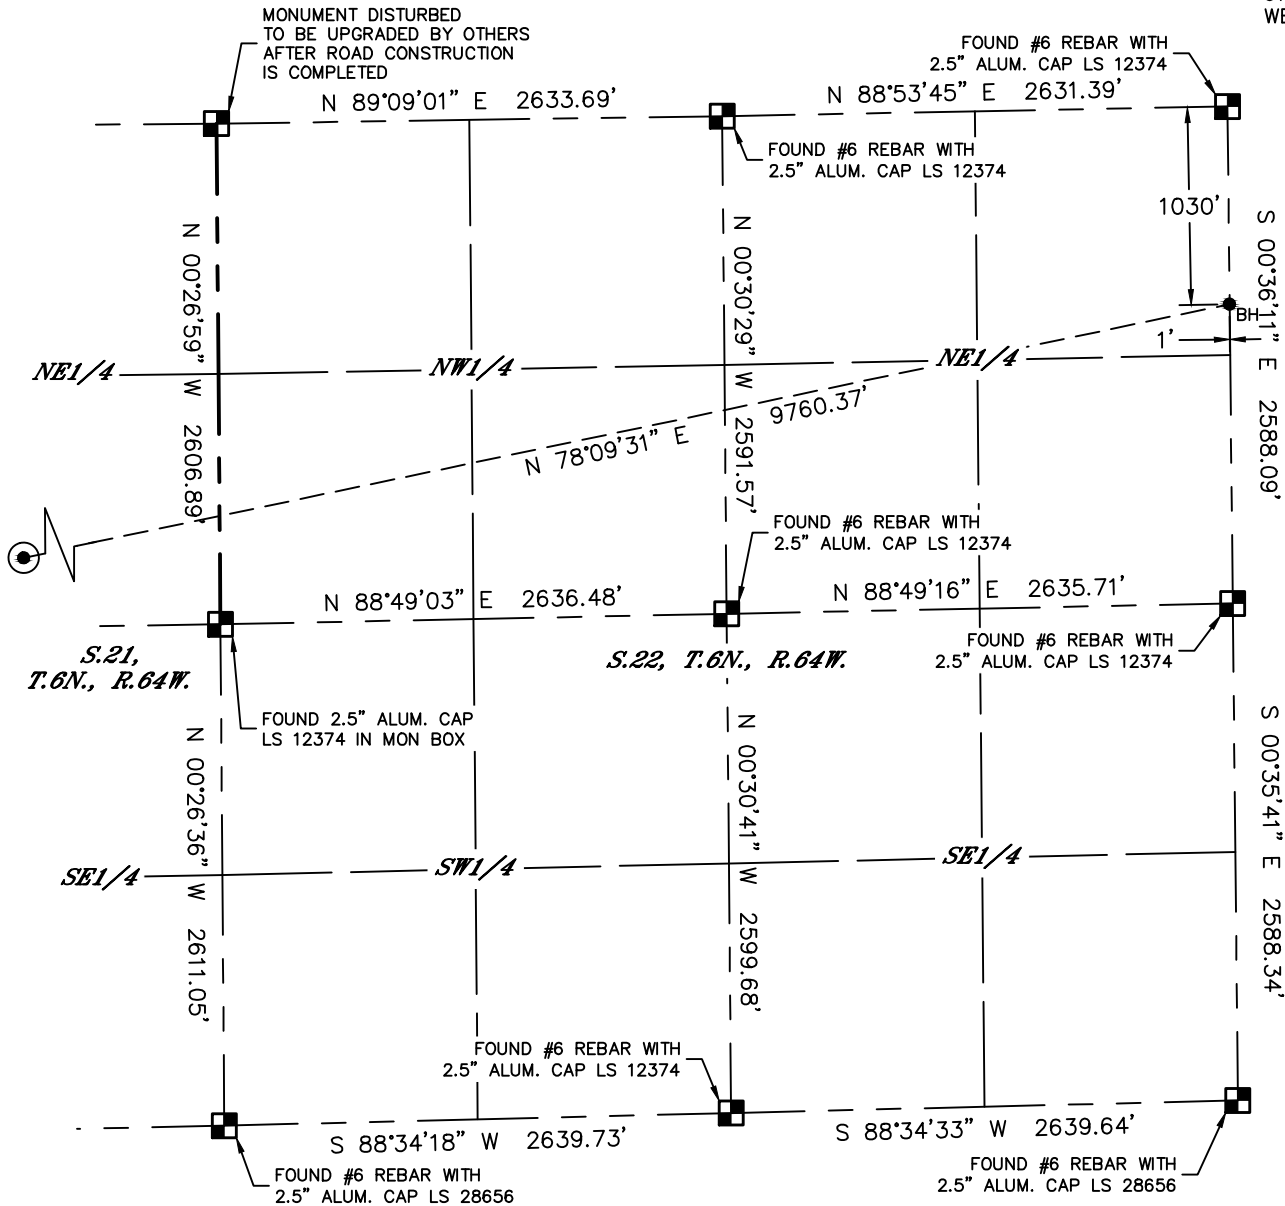 MONUMENT DISTURBED
TO BE UPGRADED BY OTHERS
AFTER ROAD CONSTRUCTION
IS COMPLETED
WE
FOUND #6 REBAR WITH
2.5" ALUM. CAP LS 12374
N 89°09'01" E 2633.69'
N 88°53'45" E 2631.39'
FOUND #6 REBAR WITH
2.5" ALUM. CAP LS 12374
1030'
N 00°26'59" W 2606.89'
N 00°30'29" W 2591.57'
S 00°36'11" E 2588.09'
BH
1'
NE1/4
NW1/4
NE1/4
N 78°09'31" E 9760.37'
FOUND #6 REBAR WITH
2.5" ALUM. CAP LS 12374
N 88°49'03" E 2636.48'
N 88°49'16" E 2635.71'
S.21,
T.6N., R.64W.
S.22, T.6N., R.64W.
FOUND #6 REBAR WITH
2.5" ALUM. CAP LS 12374
FOUND 2.5" ALUM. CAP
LS 12374 IN MON BOX
N 00°26'36" W 2611.05'
N 00°30'41" W 2599.68'
S 00°35'41" E 2588.34'
SE1/4
SW1/4
SE1/4
FOUND #6 REBAR WITH
2.5" ALUM. CAP LS 12374
S 88°34'18" W 2639.73'
S 88°34'33" W 2639.64'
FOUND #6 REBAR WITH
2.5" ALUM. CAP LS 28656
FOUND #6 REBAR WITH
2.5" ALUM. CAP LS 28656